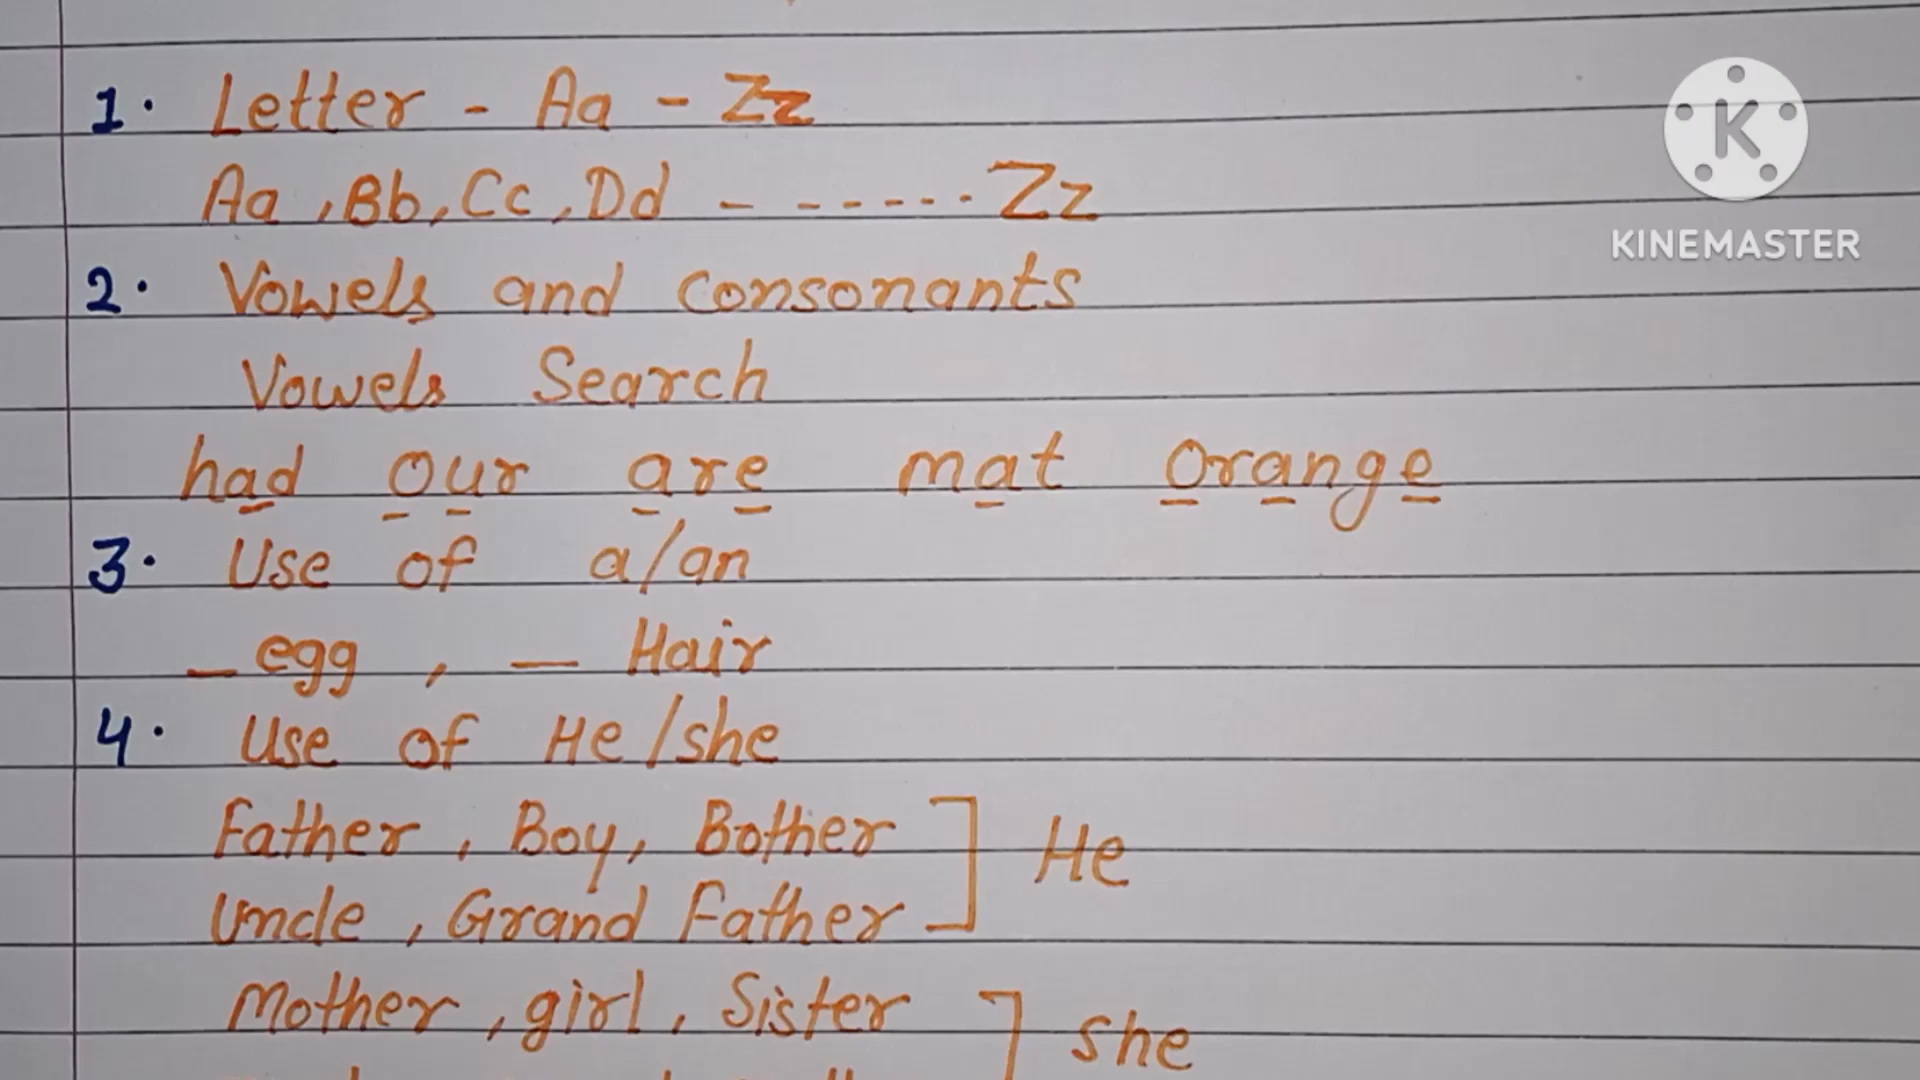 1. Letter - Aa - Zz
Aa, Bb, Cc, Dd - ------ Zz
2. Vowels and consonants
Vowels Search
had our are mat orange
3. Use of a/an
_ egg, _ Hair
4. Use of He/she
Father, Boy, Bother
Uncle, Grand Father
] He
Mother, girl, Sister
] she
K
KINEMASTER